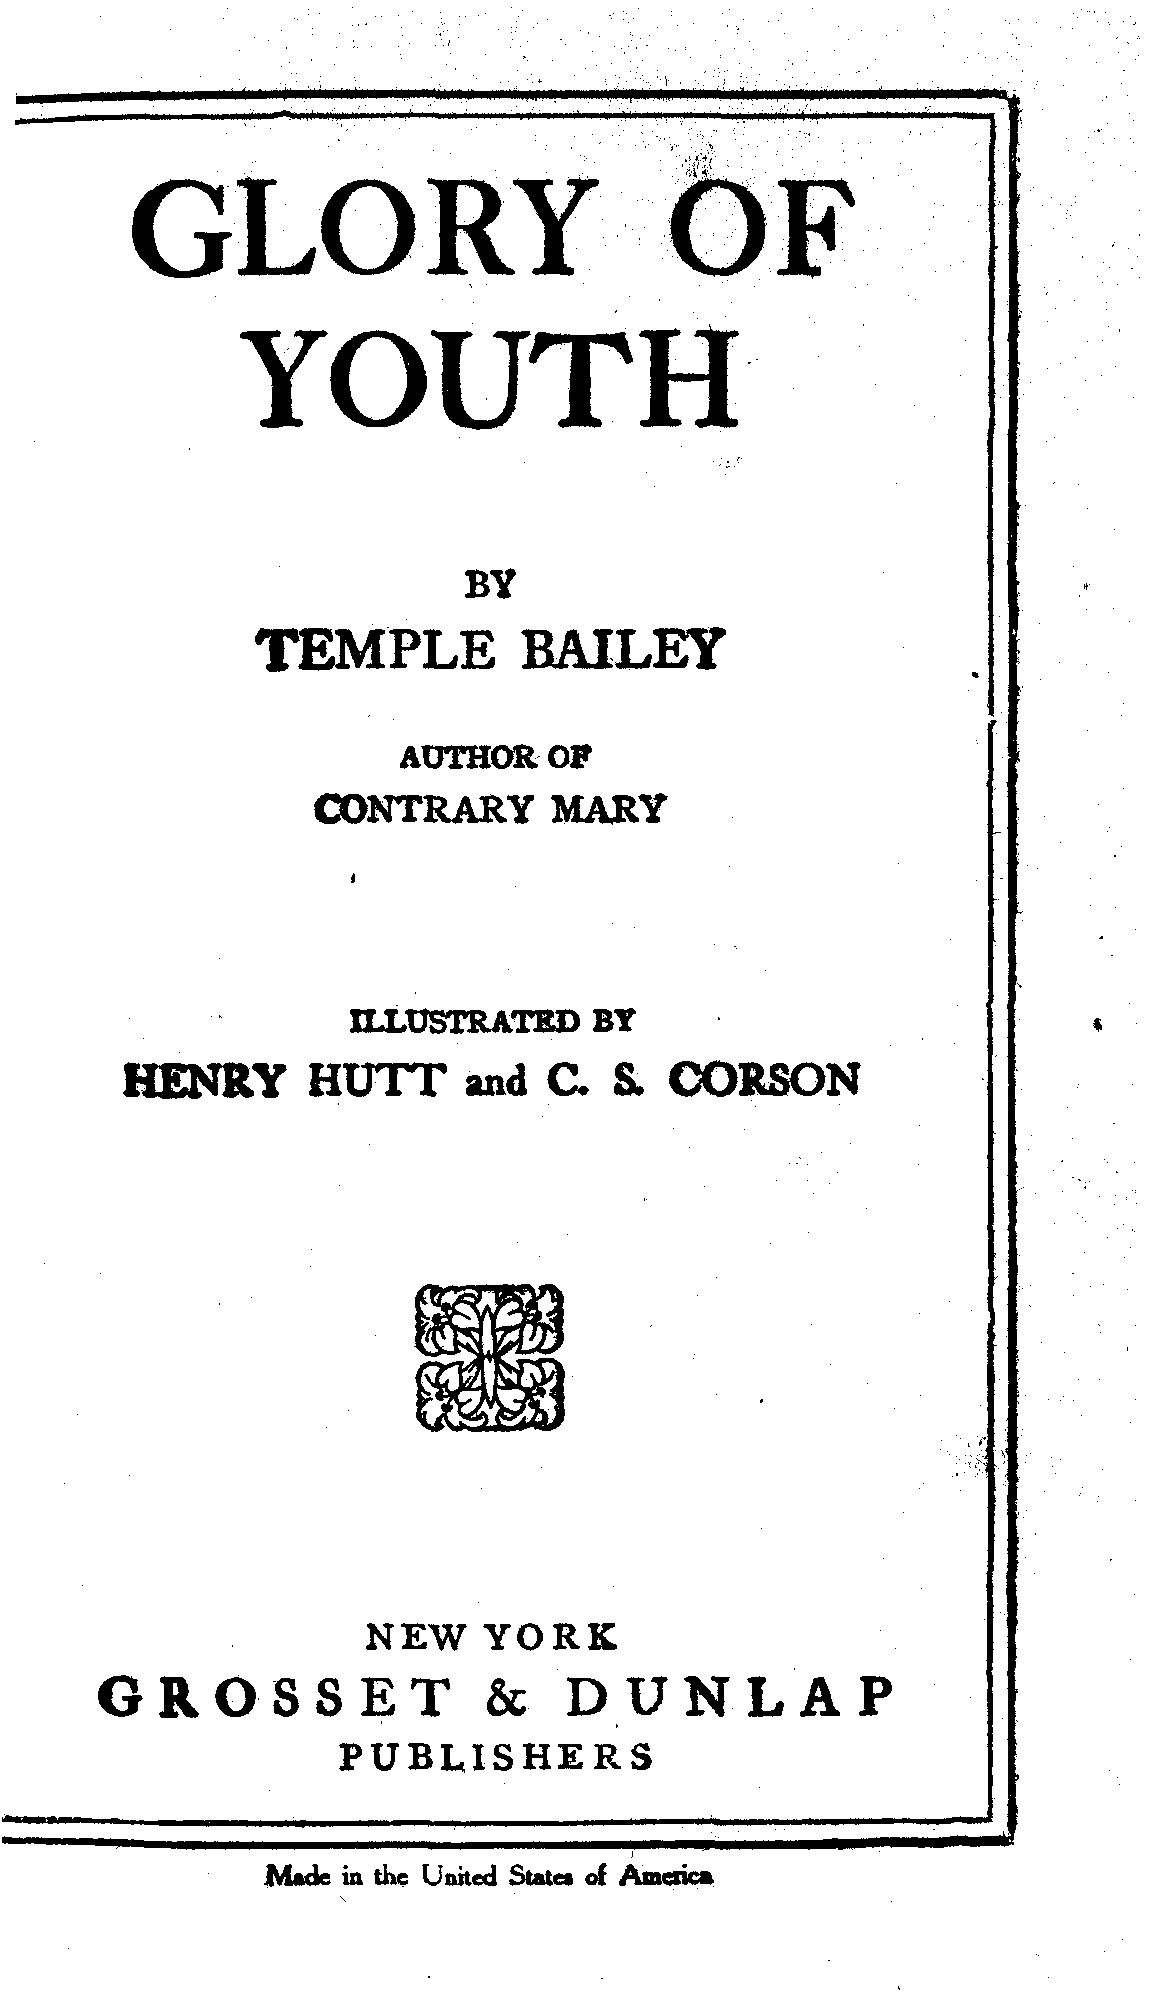 GLORY OF
YOUTH
BY
TEMPLE BAILEY
AUTHOR OF
CONTRARY MARY
ILLUSTRATED BY
HENRY HUTT and C. S. CORSON
NEW YORK
GROSSET & DUNLAP
PUBLISHERS
Made in the United States of America